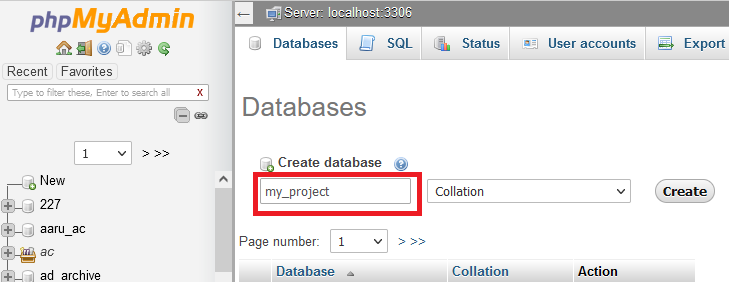 phpMyAdmin
Recent Favorites
Type to filter these, Enter to search all X
1 > >>
New
227
aaru_ac
ac
ad_archive
← Server: localhost:3306
Databases SQL Status User accounts Export
Databases
Create database
my_project Collation Create
Page number: 1 > >>
Database Collation Action